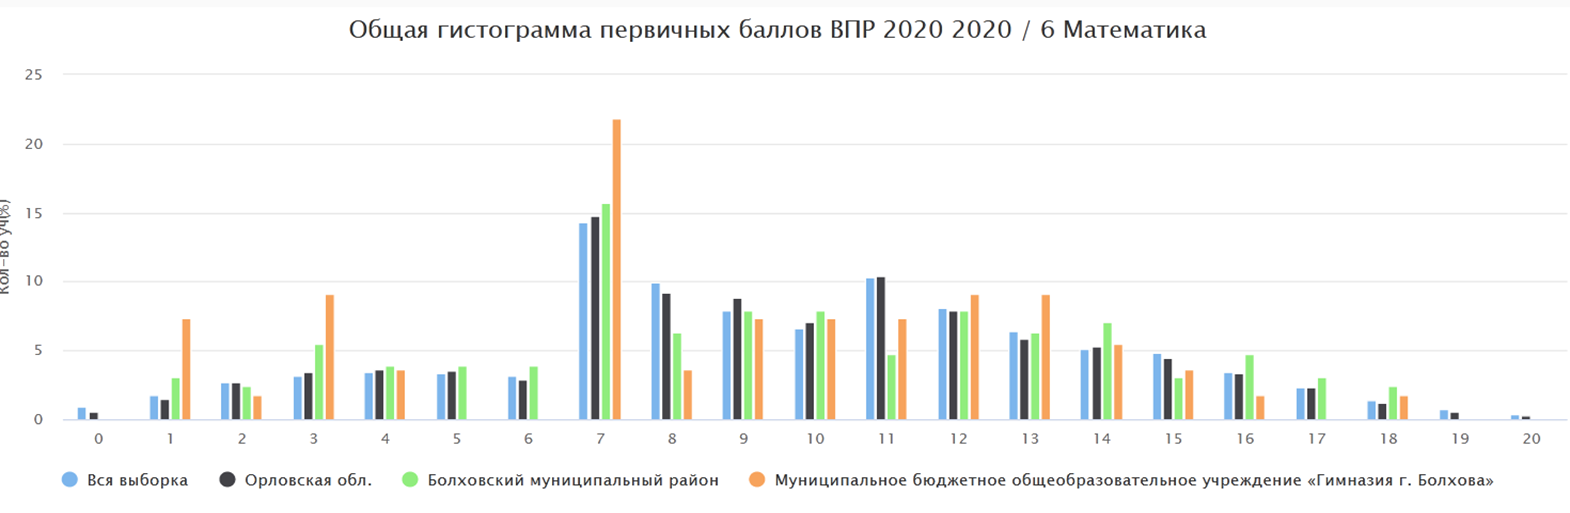 Общая гистограмма первичных баллов ВПР 2020 2020 / 6 Математика
25
20
15
10
5
0
Кол-во уч(%)
0 1 2 3 4 5 6 7 8 9 10 11 12 13 14 15 16 17 18 19 20
Вся выборка Орловская обл. Болховский муниципальный район Муниципальное бюджетное общеобразовательное учреждение «Гимназия г. Болхова»